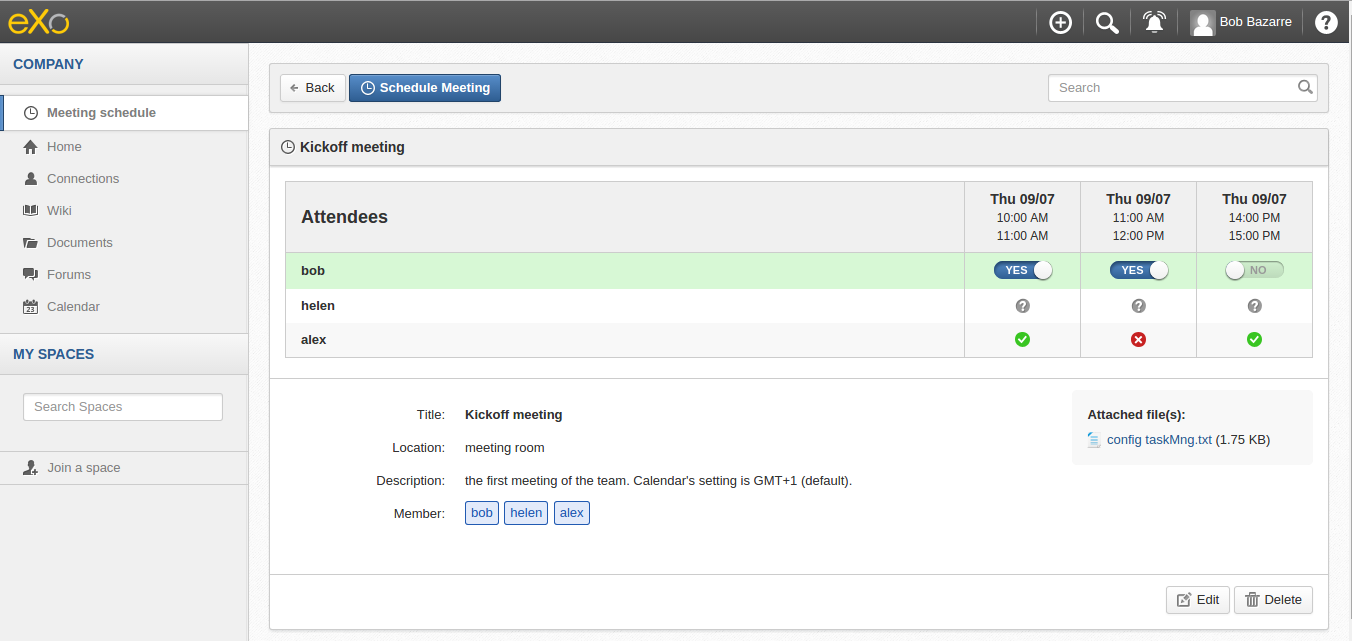 eXo
Bob Bazarre
?
COMPANY
Meeting schedule
Home
Connections
Wiki
Documents
Forums
23
Calendar
MY SPACES
Search Spaces
Join a space
Back
Schedule Meeting
Search
Kickoff meeting
Attendees
Thu 09/07
10:00 AM
11:00 AM
Thu 09/07
11:00 AM
12:00 PM
Thu 09/07
14:00 PM
15:00 PM
bob YES YES NO
helen ? ? ?
alex
Title: Kickoff meeting
Location: meeting room
Description: the first meeting of the team. Calendar's setting is GMT+1 (default).
Member: bob helen alex
Attached file(s):
config taskMng.txt (1.75 KB)
Edit Delete